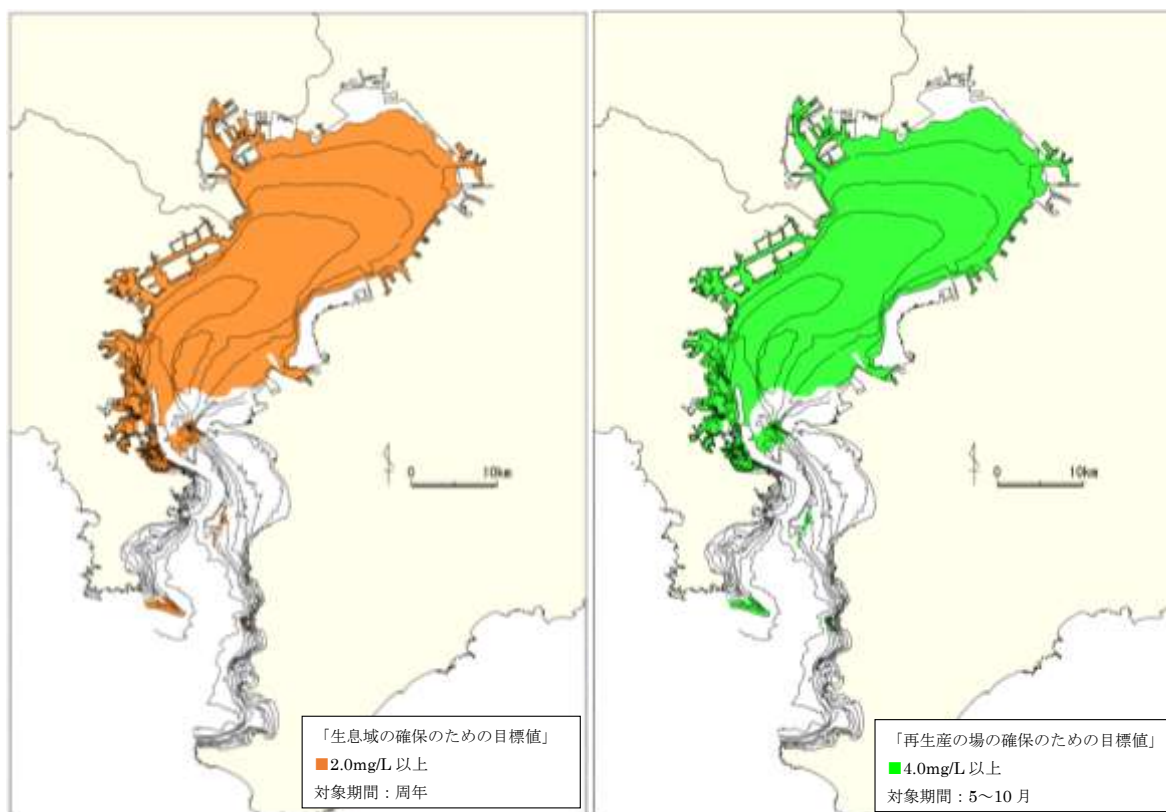 0 10km
「生息域の確保のための目標値」
■2.0mg/L 以上
対象期間：周年
0 10km
「再生産の場の確保のための目標値」
■4.0mg/L 以上
対象期間：5〜10 月